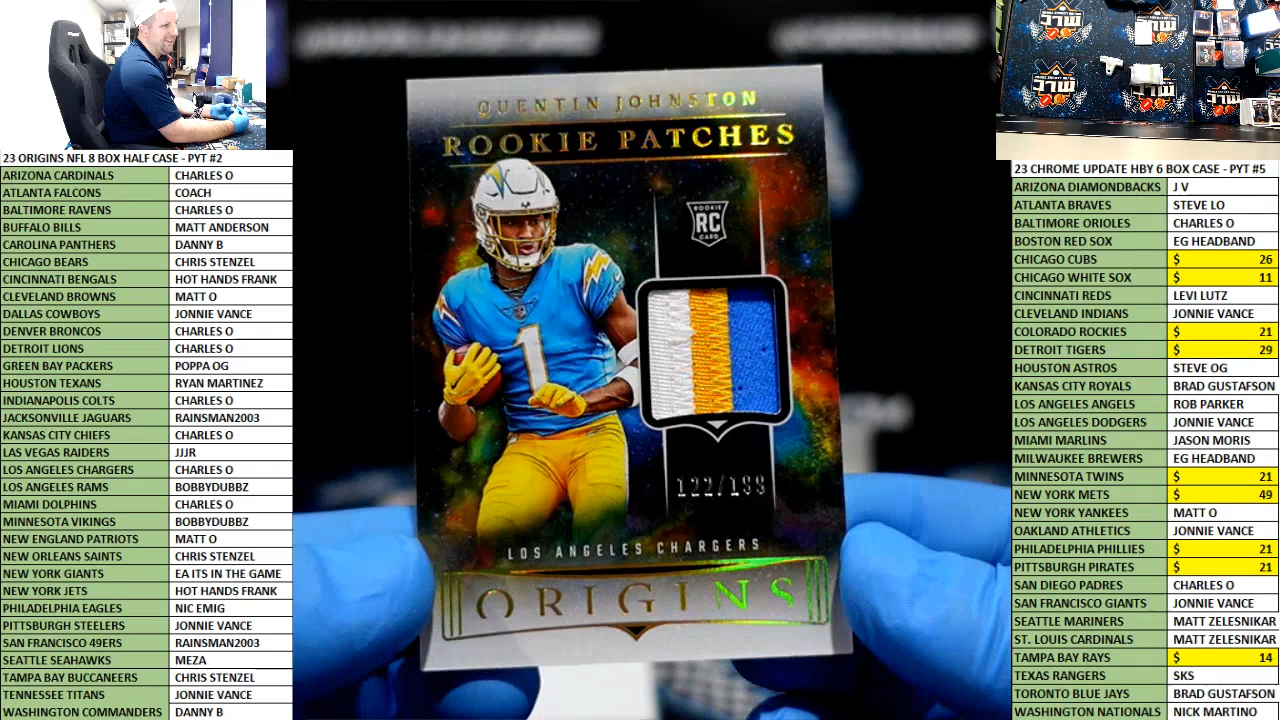 23 ORIGINS NFL 8 BOX HALF CASE - PYT #2
ARIZONA CARDINALS CHARLES O
ATLANTA FALCONS COACH
BALTIMORE RAVENS CHARLES O
BUFFALO BILLS MATT ANDERSON
CAROLINA PANTHERS DANNY B
CHICAGO BEARS CHRIS STENZEL
CINCINNATI BENGALS HOT HANDS FRANK
CLEVELAND BROWNS MATT O
DALLAS COWBOYS JONNIE VANCE
DENVER BRONCOS CHARLES O
DETROIT LIONS CHARLES O
GREEN BAY PACKERS POPPA OG
HOUSTON TEXANS RYAN MARTINEZ
INDIANAPOLIS COLTS CHARLES O
JACKSONVILLE JAGUARS RAINSMAN2003
KANSAS CITY CHIEFS CHARLES O
LAS VEGAS RAIDERS JJJR
LOS ANGELES CHARGERS CHARLES O
LOS ANGELES RAMS BOBBYDUBBZ
MIAMI DOLPHINS CHARLES O
MINNESOTA VIKINGS BOBBYDUBBZ
NEW ENGLAND PATRIOTS MATT O
NEW ORLEANS SAINTS CHRIS STENZEL
NEW YORK GIANTS EA ITS IN THE GAME
NEW YORK JETS HOT HANDS FRANK
PHILADELPHIA EAGLES NIC EMIG
PITTSBURGH STEELERS JONNIE VANCE
SAN FRANCISCO 49ERS RAINSMAN2003
SEATTLE SEAHAWKS MEZA
TAMPA BAY BUCCANEERS CHRIS STENZEL
TENNESSEE TITANS JONNIE VANCE
WASHINGTON COMMANDERS DANNY B
QUENTIN JOHNSTON
ROOKIE PATCHES
ROOKIE
RC
CARD
1
122/199
LOS ANGELES CHARGERS
ORIGINS
23 CHROME UPDATE HBY 6 BOX CASE - PYT #5
ARIZONA DIAMONDBACKS J V
ATLANTA BRAVES STEVE LO
BALTIMORE ORIOLES CHARLES O
BOSTON RED SOX EG HEADBAND
CHICAGO CUBS $ 26
CHICAGO WHITE SOX $ 11
CINCINNATI REDS LEVI LUTZ
CLEVELAND INDIANS JONNIE VANCE
COLORADO ROCKIES $ 21
DETROIT TIGERS $ 29
HOUSTON ASTROS STEVE OG
KANSAS CITY ROYALS BRAD GUSTAFSON
LOS ANGELES ANGELS ROB PARKER
LOS ANGELES DODGERS JONNIE VANCE
MIAMI MARLINS JASON MORIS
MILWAUKEE BREWERS EG HEADBAND
MINNESOTA TWINS $ 21
NEW YORK METS $ 49
NEW YORK YANKEES MATT O
OAKLAND ATHLETICS JONNIE VANCE
PHILADELPHIA PHILLIES $ 21
PITTSBURGH PIRATES $ 21
SAN DIEGO PADRES CHARLES O
SAN FRANCISCO GIANTS JONNIE VANCE
SEATTLE MARINERS MATT ZELESNIKAR
ST. LOUIS CARDINALS MATT ZELESNIKAR
TAMPA BAY RAYS $ 14
TEXAS RANGERS SKS
TORONTO BLUE JAYS BRAD GUSTAFSON
WASHINGTON NATIONALS NICK MARTINO